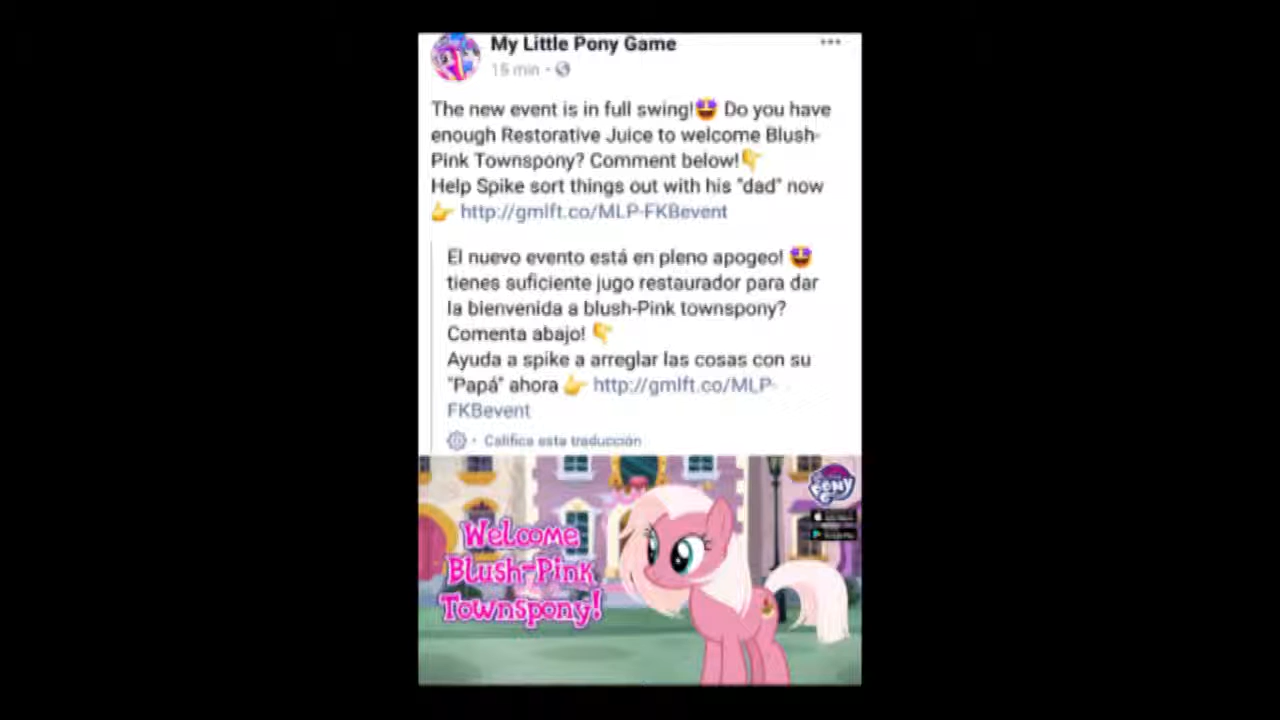 My Little Pony Game
15 min
The new event is in full swing!🤩 Do you have
enough Restorative Juice to welcome Blush-
Pink Townspony? Comment below!👇
Help Spike sort things out with his "dad" now
👉 http://gmlft.co/MLP-FKBevent
El nuevo evento está en pleno apogeo! 🤩
tienes suficiente jugo restaurador para dar
la bienvenida a blush-Pink townspony?
Comenta abajo! 👇
Ayuda a spike a arreglar las cosas con su
"Papá" ahora 👉 http://gmlft.co/MLP-
FKBevent
Califica esta traducción
PONY
Welcome
Blush-Pink
Townspony!